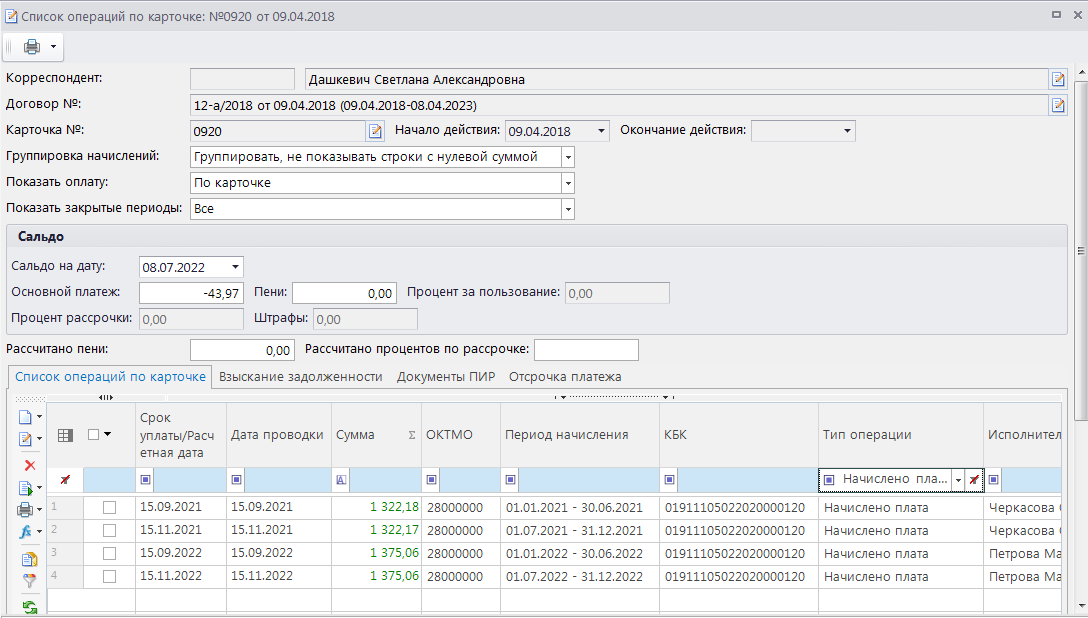 Список операций по карточке: №0920 от 09.04.2018
Корреспондент: Дашкевич Светлана Александровна
Договор №: 12-а/2018 от 09.04.2018 (09.04.2018-08.04.2023)
Карточка №: 0920 Начало действия: 09.04.2018 Окончание действия:
Группировка начислений: Группировать, не показывать строки с нулевой суммой
Показать оплату: По карточке
Показать закрытые периоды: Все
Сальдо
Сальдо на дату: 08.07.2022
Основной платеж: -43,97 Пени: 0,00 Процент за пользование: 0,00
Процент рассрочки: 0,00 Штрафы: 0,00
Рассчитано пени: 0,00 Рассчитано процентов по рассрочке:
Список операций по карточке Взыскание задолженности Документы ПИР Отсрочка платежа
Срок уплаты/Расч етная дата Дата проводки Сумма Σ ОКТМО Период начисления КБК Тип операции Исполнител
Начислено пла...
1 15.09.2021 15.09.2021 1 322,18 28000000 01.01.2021 - 30.06.2021 01911105022020000120 Начислено плата Черкасова
2 15.11.2021 15.11.2021 1 322,17 28000000 01.07.2021 - 31.12.2021 01911105022020000120 Начислено плата Черкасова
3 15.09.2022 15.09.2022 1 375,06 28000000 01.01.2022 - 30.06.2022 01911105022020000120 Начислено плата Петрова Ма
4 15.11.2022 15.11.2022 1 375,06 28000000 01.07.2022 - 31.12.2022 01911105022020000120 Начислено плата Петрова Ма